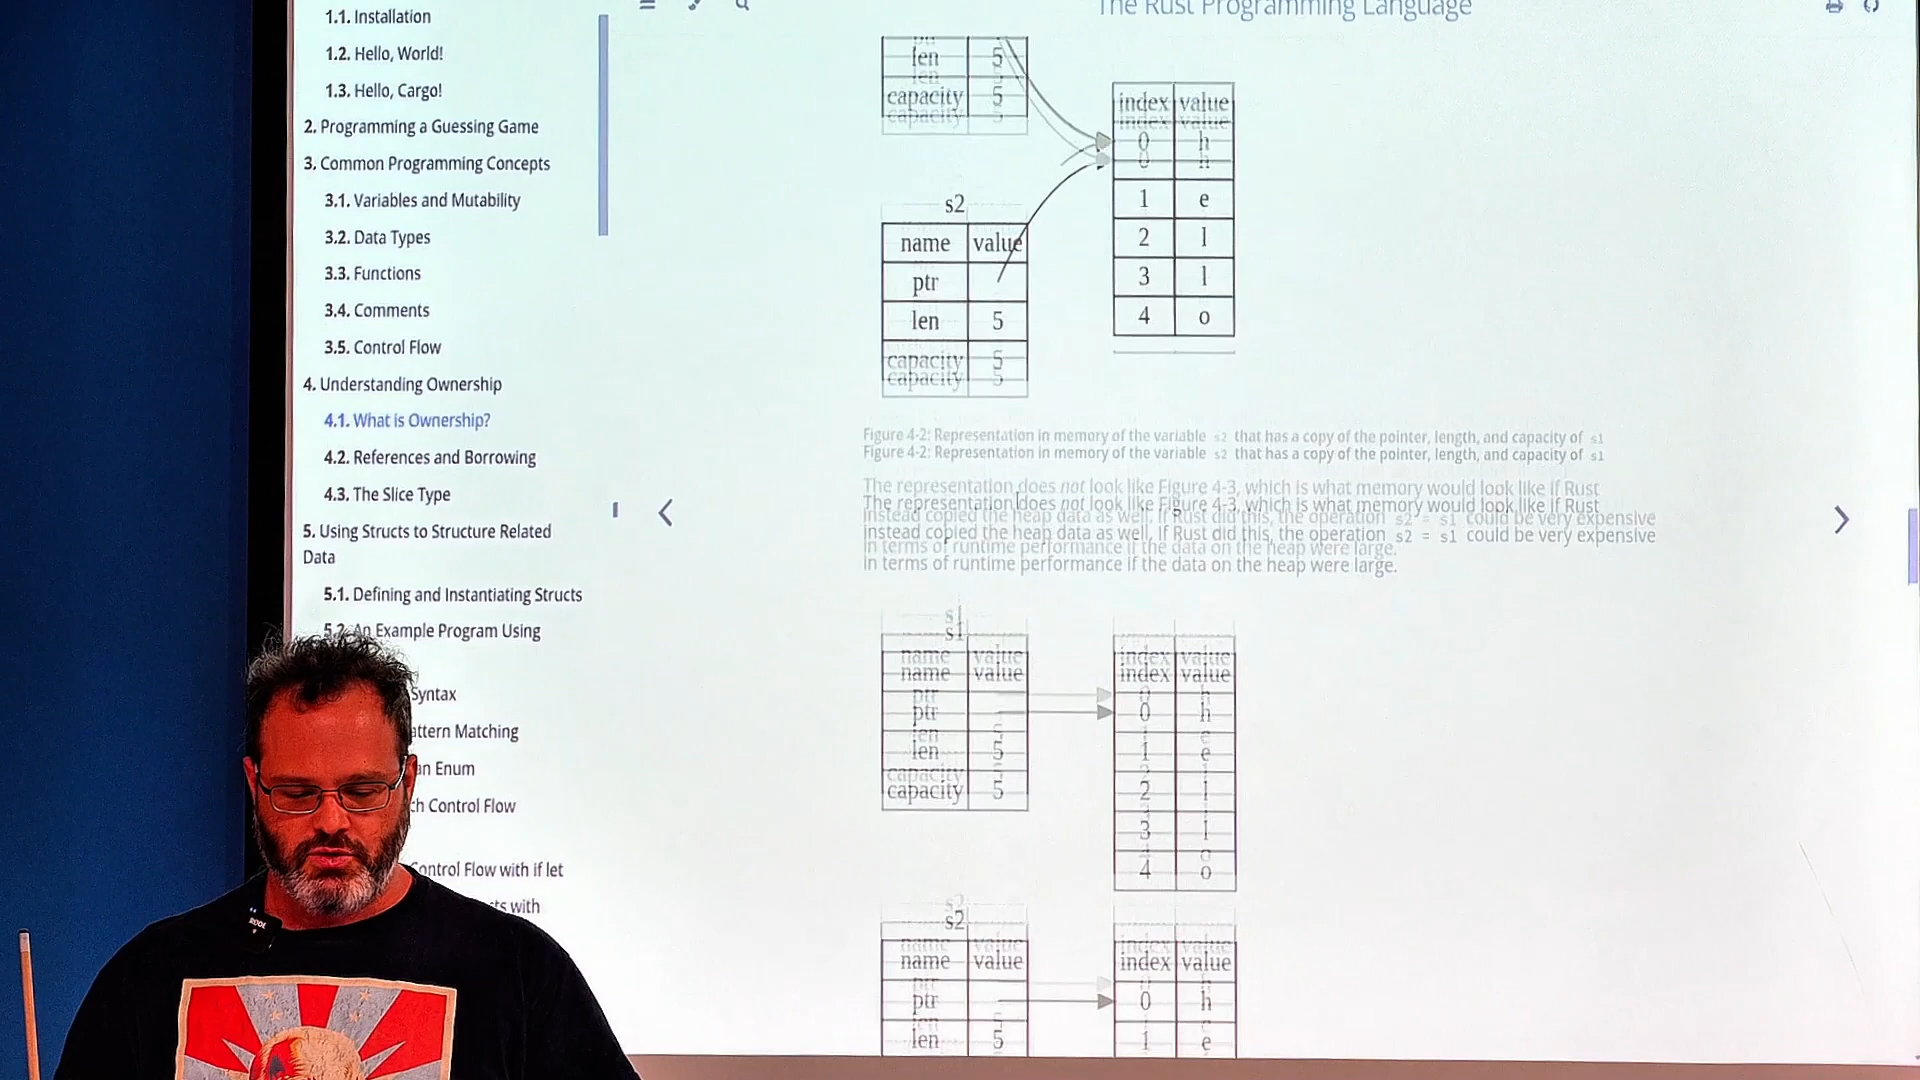 1.1. Installation
1.2. Hello, World!
1.3. Hello, Cargo!
2. Programming a Guessing Game
3. Common Programming Concepts
3.1. Variables and Mutability
3.2. Data Types
3.3. Functions
3.4. Comments
3.5. Control Flow
4. Understanding Ownership
4.1. What is Ownership?
4.2. References and Borrowing
4.3. The Slice Type
5. Using Structs to Structure Related
Data
5.1. Defining and Instantiating Structs
5.2. An Example Program Using
Syntax
attern Matching
an Enum
ch Control Flow
Control Flow with if let
cts with
The Rust Programming Language
len 5
capacity 5
index value
0 h
1 e
2 l
3 l
4 o
s2
name value
ptr
len 5
capacity 5
Figure 4-2: Representation in memory of the variable s2 that has a copy of the pointer, length, and capacity of s1
The representation does not look like Figure 4-3, which is what memory would look like if Rust
instead copied the heap data as well. If Rust did this, the operation s2 = s1 could be very expensive
in terms of runtime performance if the data on the heap were large.
s1
name value
ptr
len 5
capacity 5
index value
0 h
1 e
2 l
3 l
4 o
s2
name value
ptr
len 5
index value
0 h
1 e
RODE